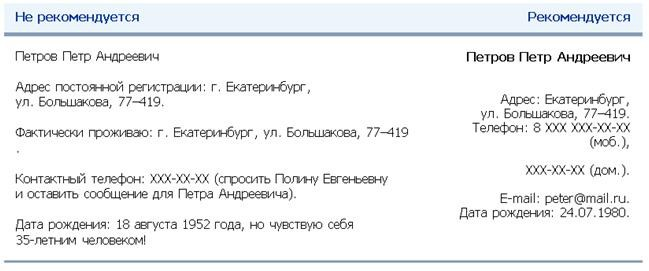 Не рекомендуется
Рекомендуется
Петров Петр Андреевич
Адрес постоянной регистрации: г. Екатеринбург,
ул. Большакова, 77–419.
Фактически проживаю: г. Екатеринбург, ул. Большакова, 77–419
.
Контактный телефон: XXX-XX-XX (спросить Полину Евгеньевну
и оставить сообщение для Петра Андреевича).
Дата рождения: 18 августа 1952 года, но чувствую себя
35-летним человеком!
Петров Петр Андреевич
Адрес: Екатеринбург,
ул. Большакова, 77–419.
Телефон: 8 XXX XXX-XX-XX
(моб.),
XXX-XX-XX (дом.).
E-mail: peter@mail.ru.
Дата рождения: 24.07.1980.